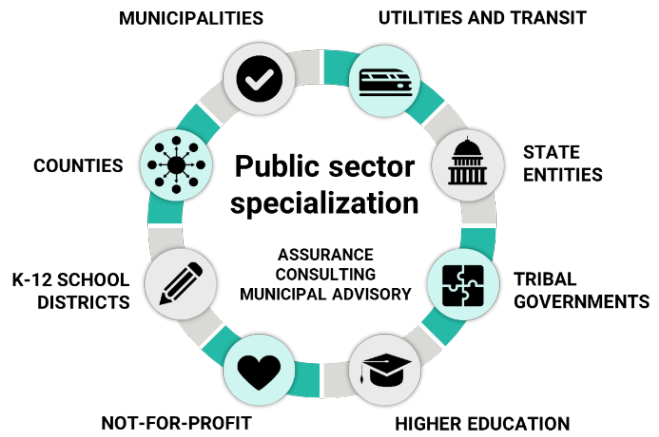 MUNICIPALITIES
UTILITIES AND TRANSIT
COUNTIES
Public sector
specialization
STATE
ENTITIES
ASSURANCE
CONSULTING
MUNICIPAL ADVISORY
K-12 SCHOOL
DISTRICTS
TRIBAL
GOVERNMENTS
NOT-FOR-PROFIT
HIGHER EDUCATION